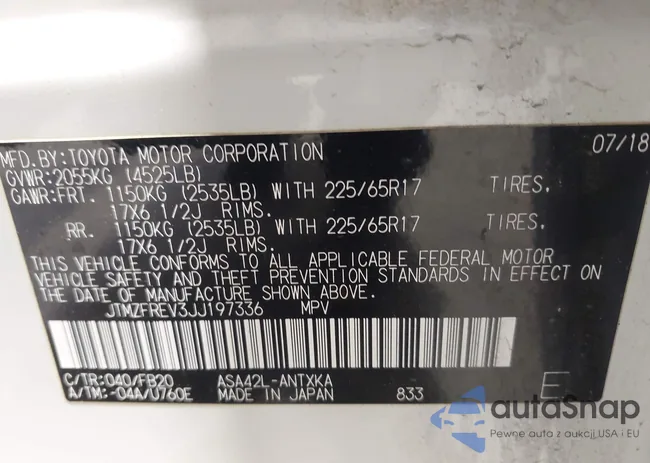 MFD.BY:TOYOTA MOTOR CORPORATION 07/18
GVWR:2055KG (4525LB)
GAWR:FRT. 1150KG (2535LB) WITH 225/65R17 TIRES.
17X6 1/2J RIMS.
RR. 1150KG (2535LB) WITH 225/65R17 TIRES.
17X6 1/2J RIMS.
THIS VEHICLE CONFORMS TO ALL APPLICABLE FEDERAL MOTOR
VEHICLE SAFETY AND THEFT PREVENTION STANDARDS IN EFFECT ON
THE DATE OF MANUFACTURE SHOWN ABOVE.
JTMZFREV3JJ197336 MPV
C/TR:040/FB20 ASA42L-ANTXKA
A/TM:-04A/U760E MADE IN JAPAN 833 E
autaSnap
Pewne auta z aukcji USA i EU